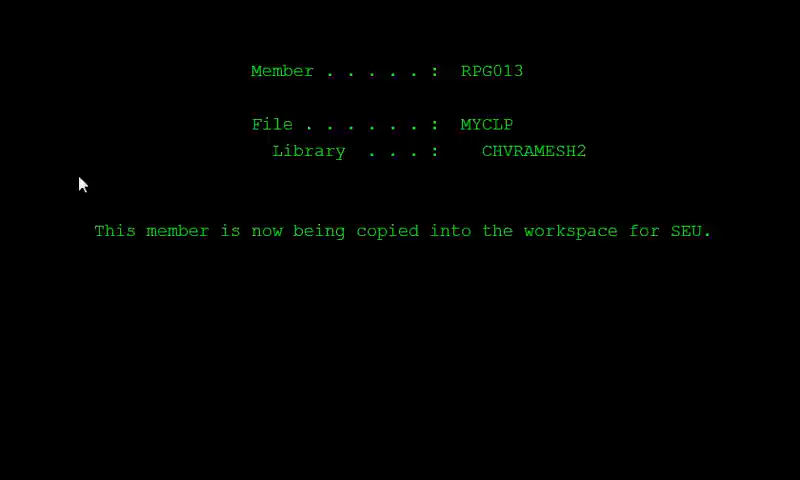 Member . . . . . :  RPG013
File . . . . . . :  MYCLP
Library  . . . :  CHVRAMESH2
This member is now being copied into the workspace for SEU.